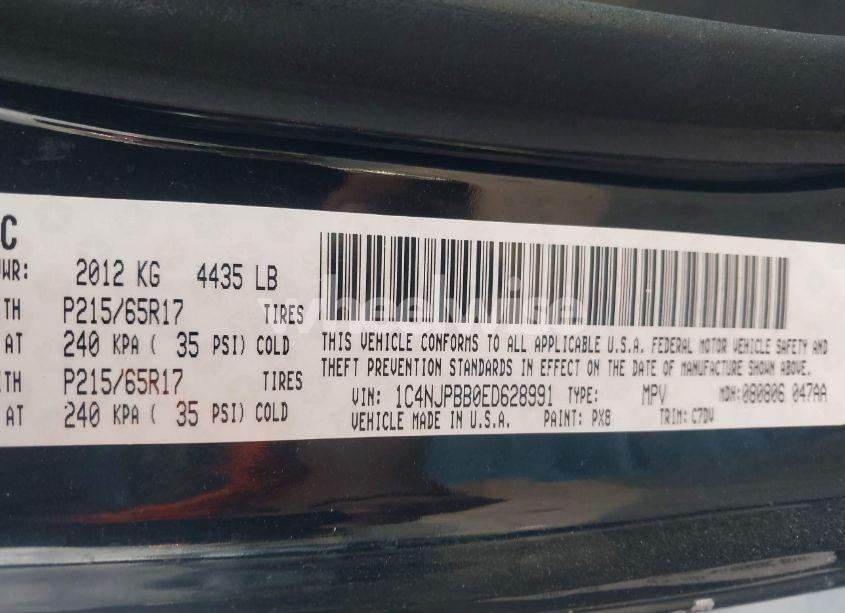 C
WR: 2012 KG 4435 LB
TH P215/65R17 TIRES
AT 240 KPA ( 35 PSI) COLD
TH P215/65R17 TIRES
AT 240 KPA ( 35 PSI) COLD
THIS VEHICLE CONFORMS TO ALL APPLICABLE U.S.A. FEDERAL MOTOR VEHICLE SAFETY AND
THEFT PREVENTION STANDARDS IN EFFECT ON THE DATE OF MANUFACTURE SHOWN ABOVE.
VIN: 1C4NJPBB0ED628991 TYPE: MPV MDH:080806 047AA
VEHICLE MADE IN U.S.A. PAINT: PX8 TRIM: C7DV
wheelwise